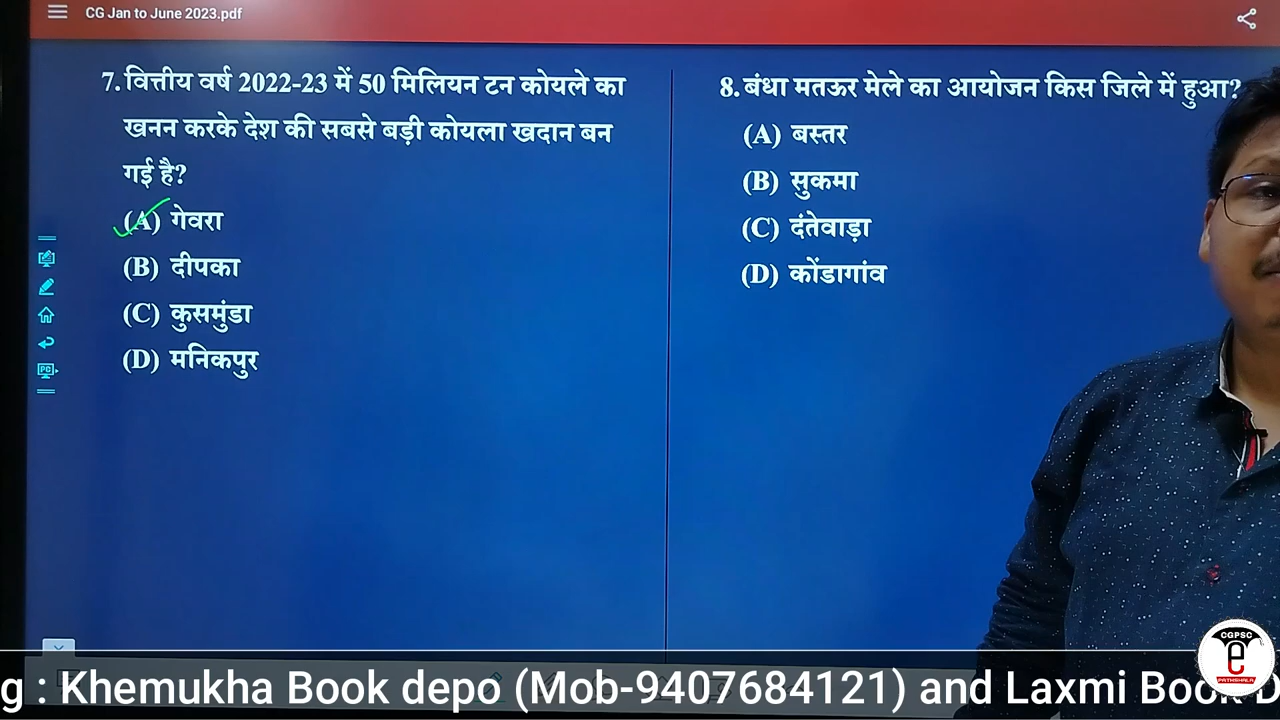 CG Jan to June 2023.pdf
7. वित्तीय वर्ष 2022-23 में 50 मिलियन टन कोयले का
खनन करके देश की सबसे बड़ी कोयला खदान बन
गई है?
(A) गेवरा
(B) दीपका
(C) कुसमुंडा
(D) मनिकपुर
8. बंधा मतऊर मेले का आयोजन किस जिले में हुआ?
(A) बस्तर
(B) सुकमा
(C) दंतेवाड़ा
(D) कोंडागांव
PC
g : Khemukha Book depo (Mob-9407684121) and Laxmi Book D
CGPSC
e
PATHSHALA